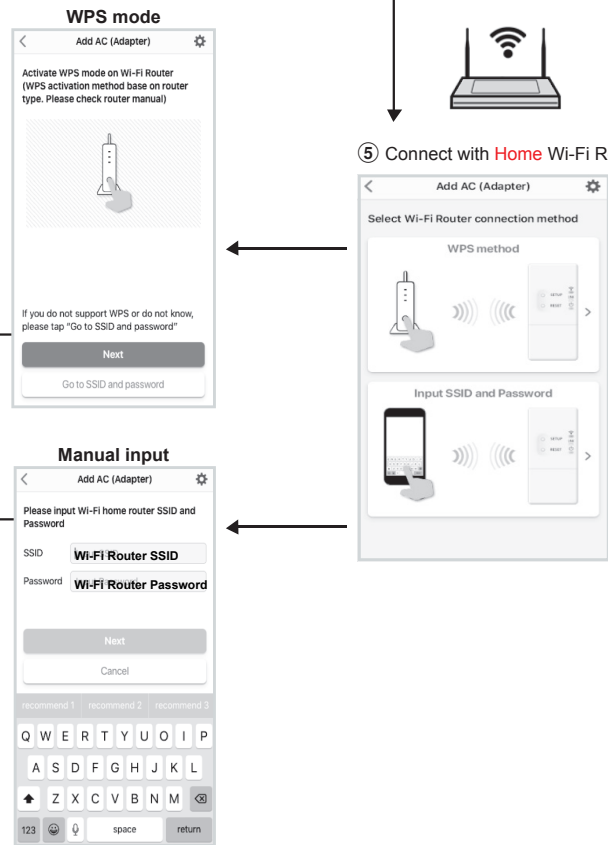 WPS mode
Add AC (Adapter)
Activate WPS mode on Wi-Fi Router
(WPS activation method base on router
type. Please check router manual)
If you do not support WPS or do not know,
please tap "Go to SSID and password"
Next
Go to SSID and password
⑤ Connect with Home Wi-Fi R
Add AC (Adapter)
Select Wi-Fi Router connection method
WPS method
SETUP
RESET
Input SSID and Password
SETUP
RESET
Manual input
Add AC (Adapter)
Please input Wi-Fi home router SSID and
Password
SSID Wi-Fi Router SSID
Password Wi-Fi Router Password
Next
Cancel
recommend 1 recommend 2 recommend 3
Q W E R T Y U O I P
A S D F G H J K L
Z X C V B N M
123 space return